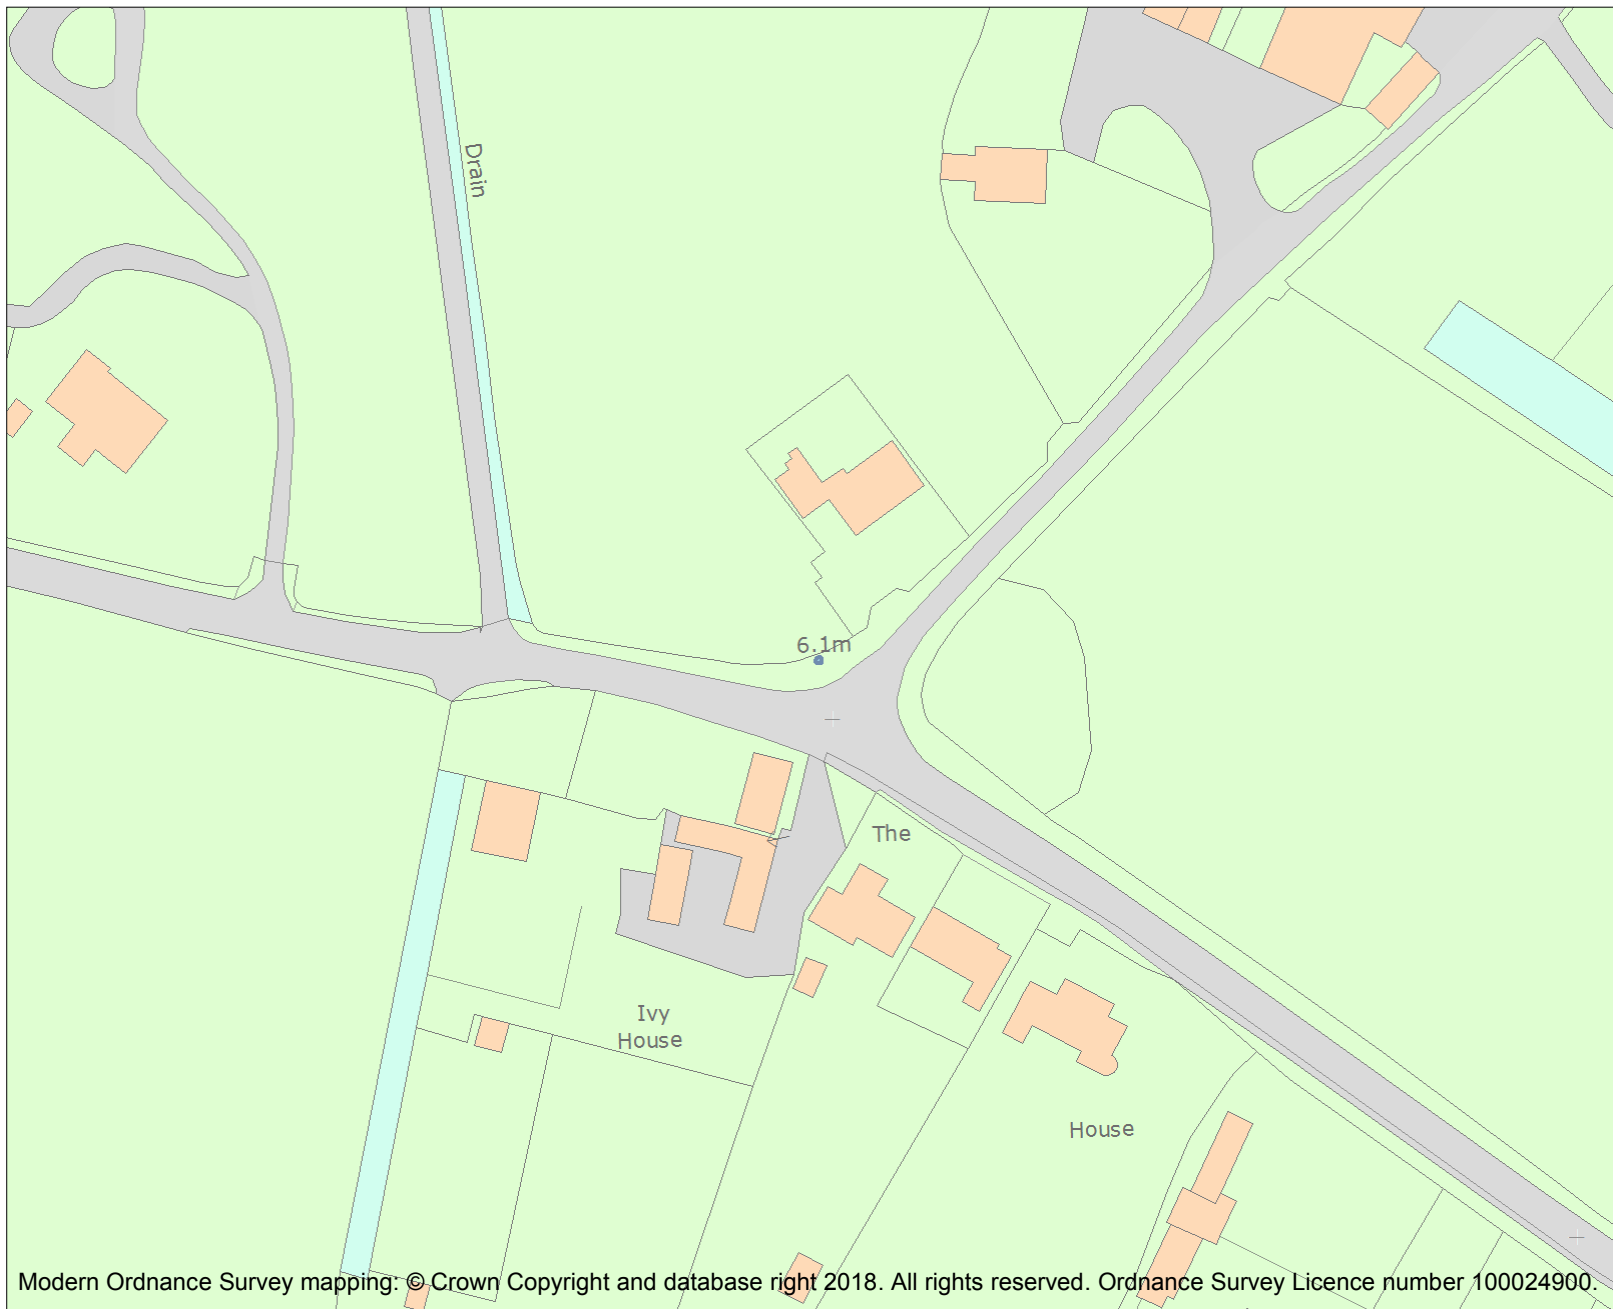 Drain
6.1m
The
Ivy
House
House
Modern Ordnance Survey mapping: © Crown Copyright and database right 2018. All rights reserved. Ordnance Survey Licence number 100024900.